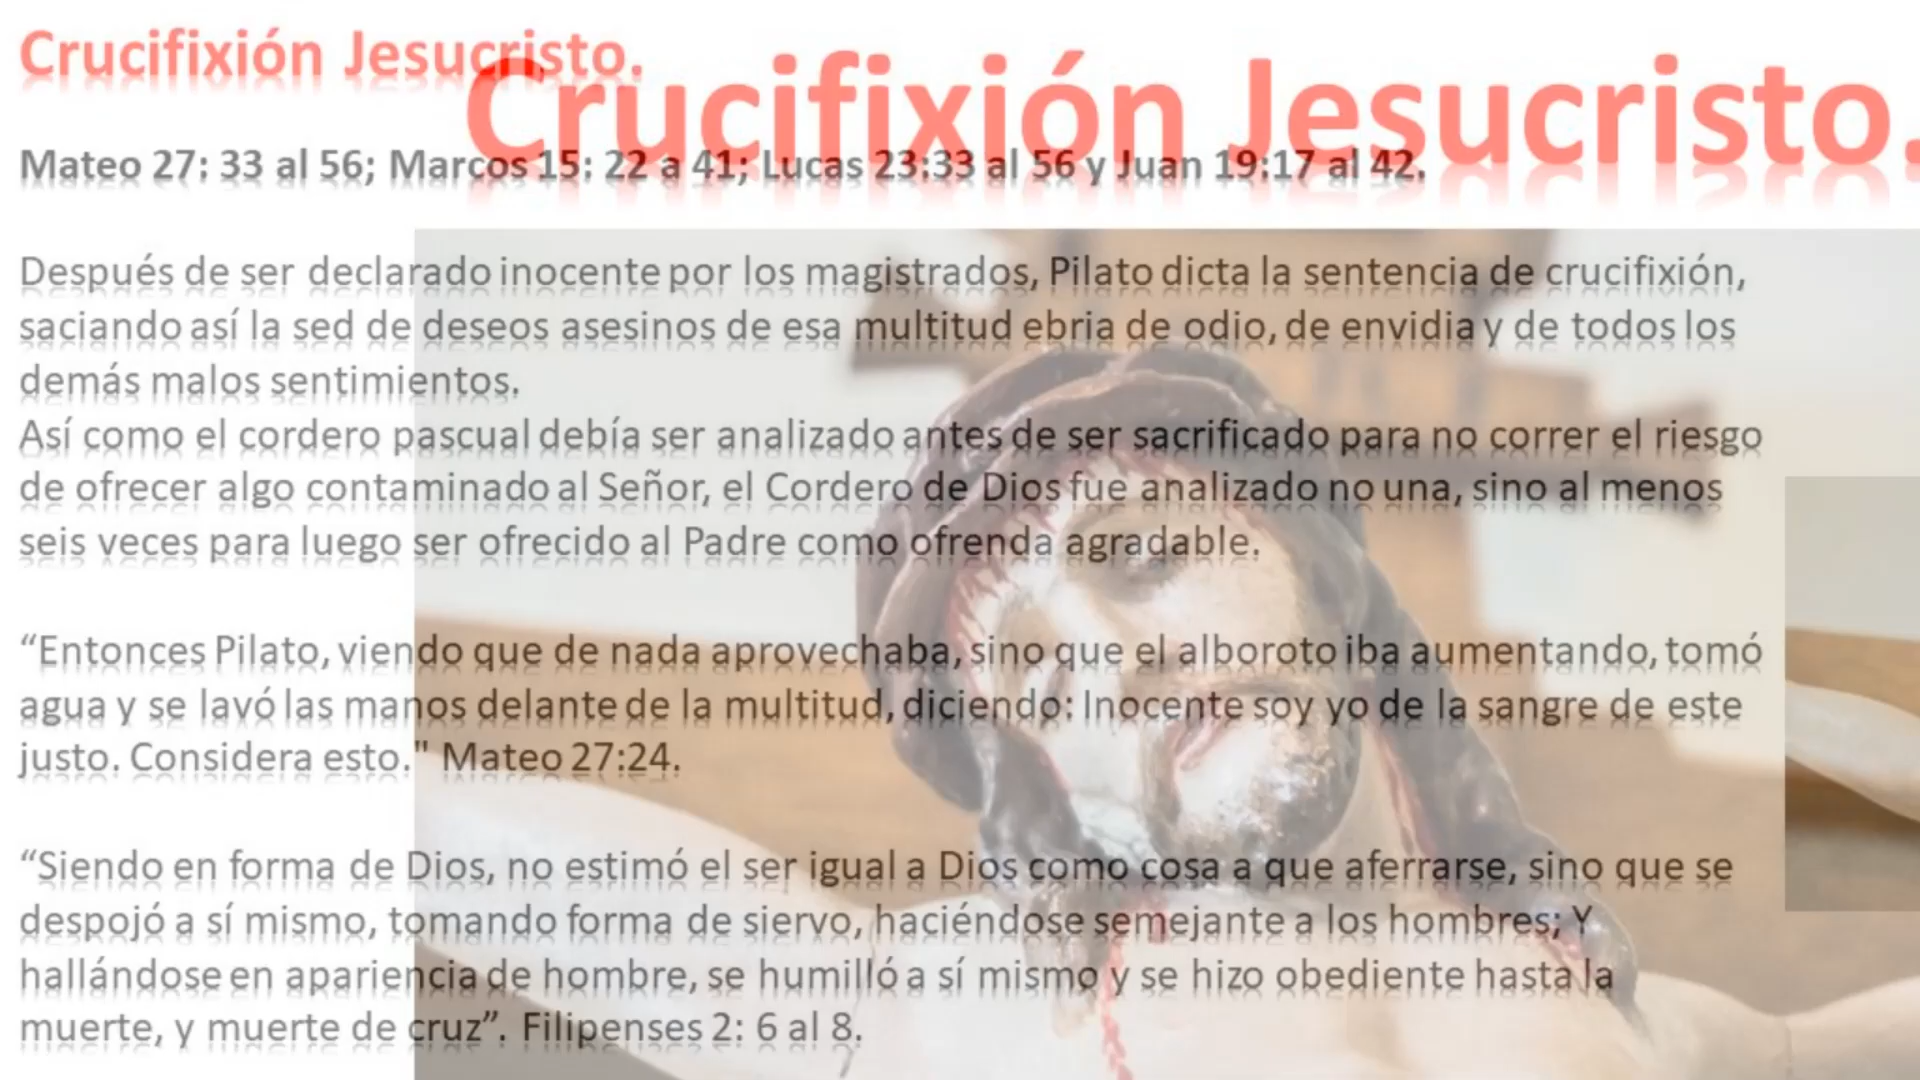 Crucifixión Jesucristo.
Crucifixión Jesucristo.
Mateo 27: 33 al 56; Marcos 15: 22 a 41; Lucas 23:33 al 56 y Juan 19:17 al 42.
Después de ser declarado inocente por los magistrados, Pilato dicta la sentencia de crucifixión,
saciando así la sed de deseos asesinos de esa multitud ebria de odio, de envidia y de todos los
demás malos sentimientos.
Así como el cordero pascual debía ser analizado antes de ser sacrificado para no correr el riesgo
de ofrecer algo contaminado al Señor, el Cordero de Dios fue analizado no una, sino al menos
seis veces para luego ser ofrecido al Padre como ofrenda agradable.
“Entonces Pilato, viendo que de nada aprovechaba, sino que el alboroto iba aumentando, tomó
agua y se lavó las manos delante de la multitud, diciendo: Inocente soy yo de la sangre de este
justo. Considera esto." Mateo 27:24.
“Siendo en forma de Dios, no estimó el ser igual a Dios como cosa a que aferrarse, sino que se
despojó a sí mismo, tomando forma de siervo, haciéndose semejante a los hombres; Y
hallándose en apariencia de hombre, se humilló a sí mismo y se hizo obediente hasta la
muerte, y muerte de cruz”. Filipenses 2: 6 al 8.